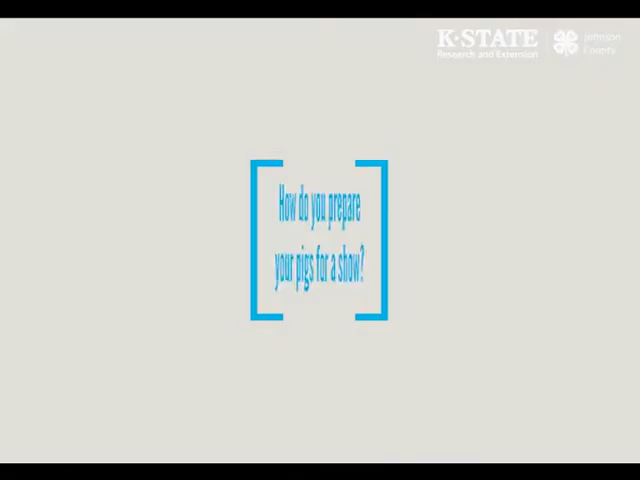 K-STATE
Research and Extension
Johnson
County
How do you prepare
your pigs for a show?